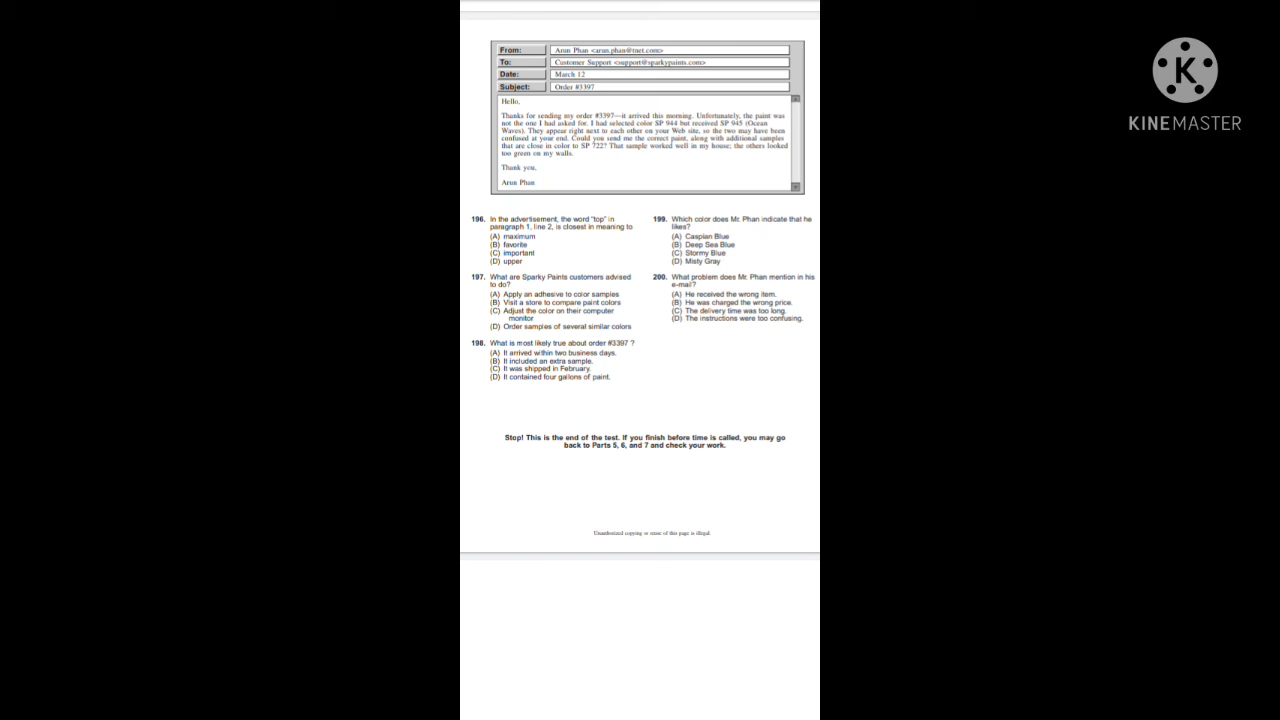 From: Arun Phan <arun.phan@tnet.com>
To: Customer Support <support@sparkypaints.com>
Date: March 12
Subject: Order #3397
Hello,
Thanks for sending my order #3397—it arrived this morning. Unfortunately, the paint was
not the one I had asked for. I had selected color SP 944 but received SP 945 (Ocean
Waves). They appear right next to each other on your Web site, so the two may have been
confused at your end. Could you send me the correct paint, along with additional samples
that are close in color to SP 722? That sample worked well in my house; the others looked
too green on my walls.
Thank you,
Arun Phan
196. In the advertisement, the word "top" in
paragraph 1, line 2, is closest in meaning to
(A) maximum
(B) favorite
(C) important
(D) upper
197. What are Sparky Paints customers advised
to do?
(A) Apply an adhesive to color samples
(B) Visit a store to compare paint colors
(C) Adjust the color on their computer
monitor
(D) Order samples of several similar colors
198. What is most likely true about order #3397 ?
(A) It arrived within two business days.
(B) It included an extra sample.
(C) It was shipped in February.
(D) It contained four gallons of paint.
199. Which color does Mr. Phan indicate that he
likes?
(A) Caspian Blue
(B) Deep Sea Blue
(C) Stormy Blue
(D) Misty Gray
200. What problem does Mr. Phan mention in his
e-mail?
(A) He received the wrong item.
(B) He was charged the wrong price.
(C) The delivery time was too long.
(D) The instructions were too confusing.
Stop! This is the end of the test. If you finish before time is called, you may go
back to Parts 5, 6, and 7 and check your work.
Unauthorized copying or reuse of this page is illegal.
K
KINEMASTER